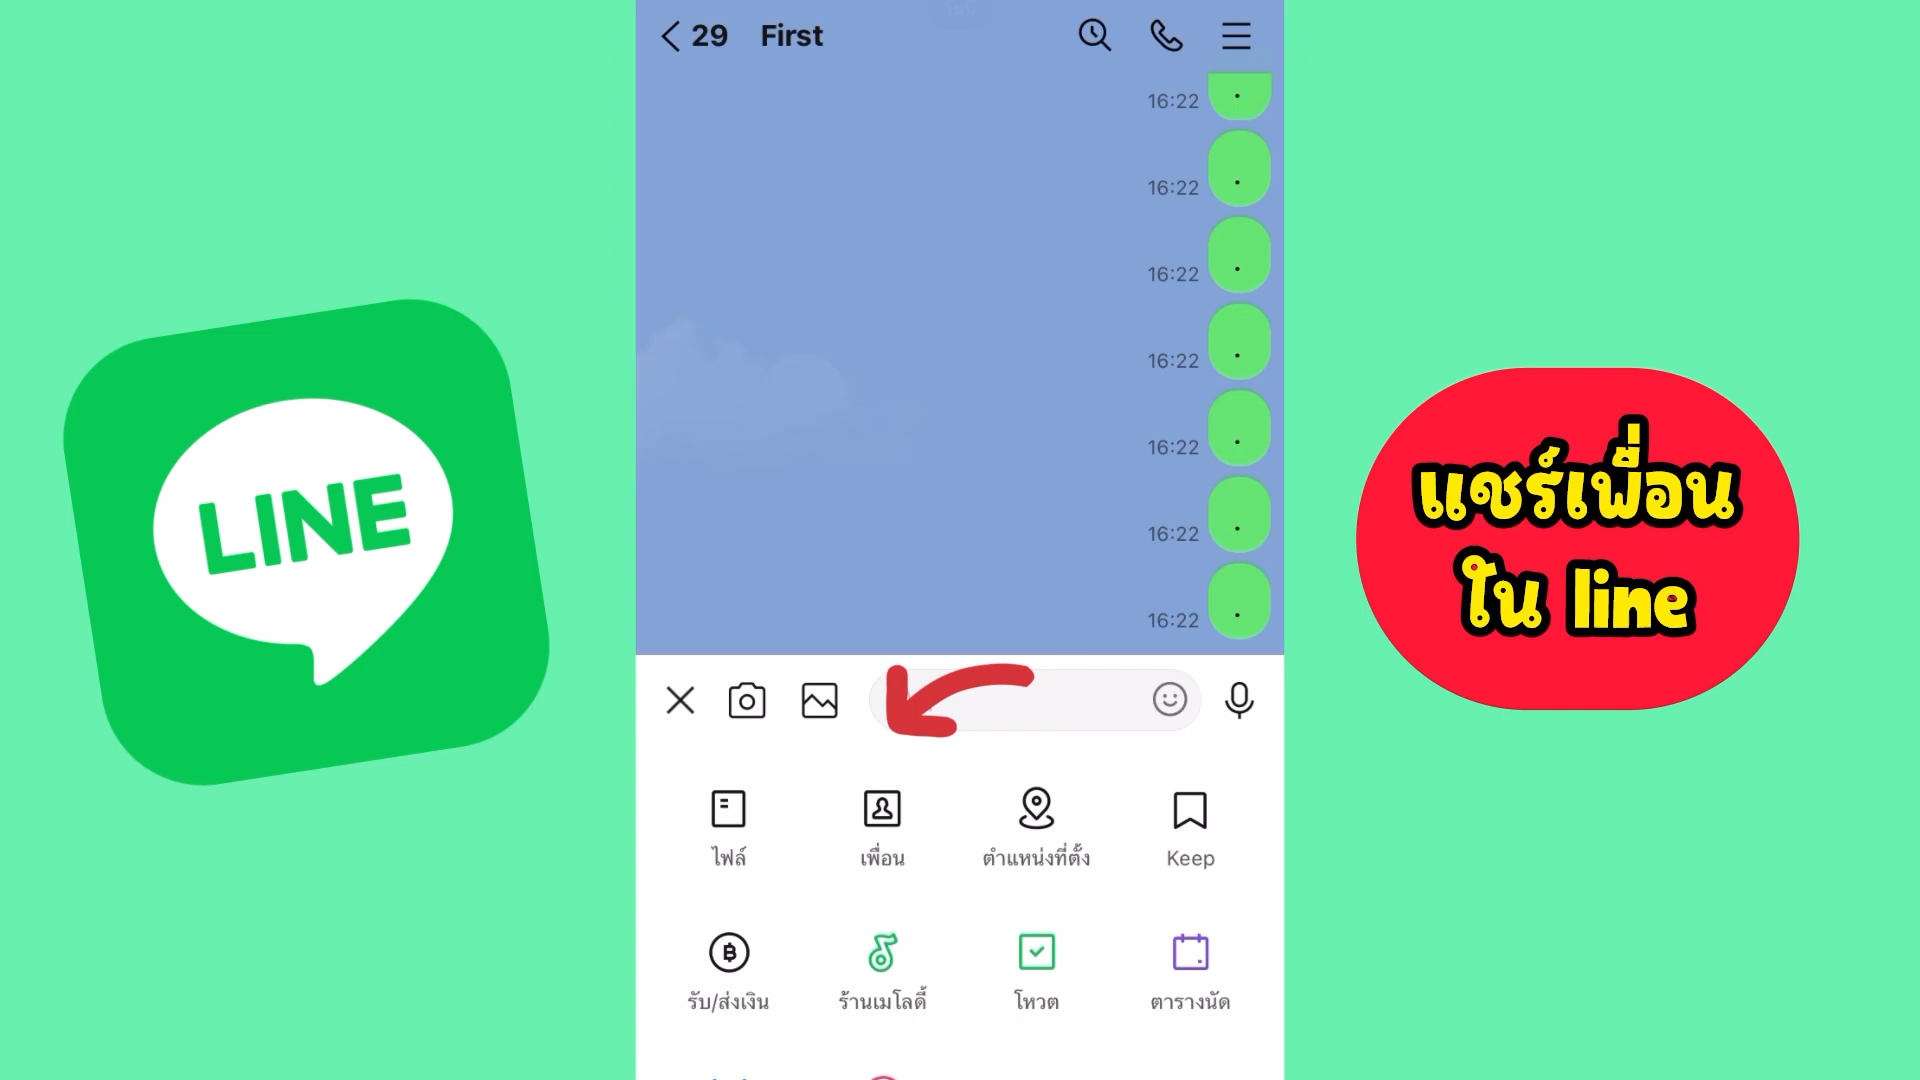 29 First
16:22 .
16:22 .
16:22 .
16:22 .
16:22 .
16:22 .
16:22 .
LINE
แชร์เพื่อน
ใน line
ไฟล์
เพื่อน
ตำแหน่งที่ตั้ง
Keep
รับ/ส่งเงิน
ร้านเมโลดี้
โหวต
ตารางนัด